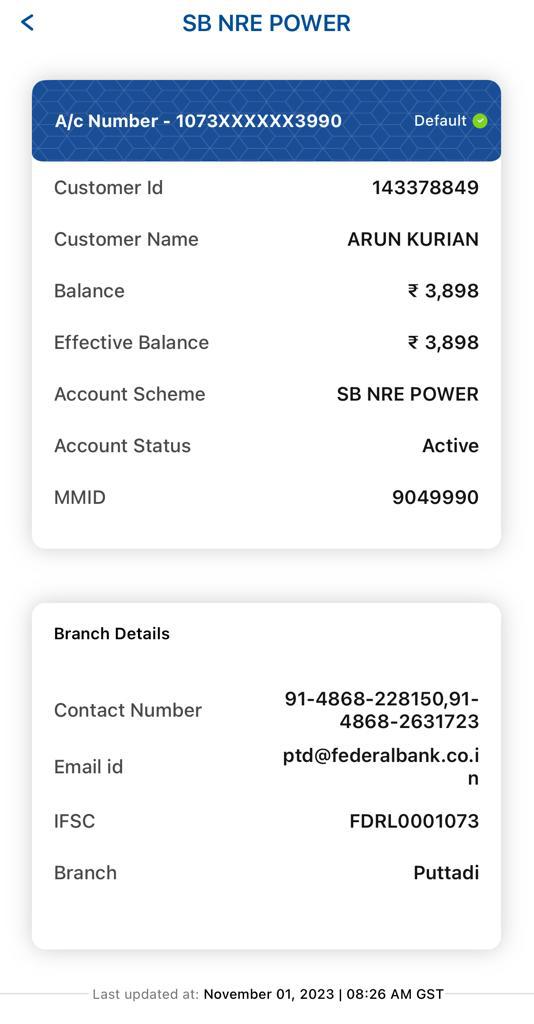 SB NRE POWER
A/c Number - 1073XXXXXX3990 Default
Customer Id 143378849
Customer Name ARUN KURIAN
Balance ₹ 3,898
Effective Balance ₹ 3,898
Account Scheme SB NRE POWER
Account Status Active
MMID 9049990
Branch Details
Contact Number 91-4868-228150,91-
4868-2631723
Email id ptd@federalbank.co.i
n
IFSC FDRL0001073
Branch Puttadi
Last updated at: November 01, 2023 | 08:26 AM GST